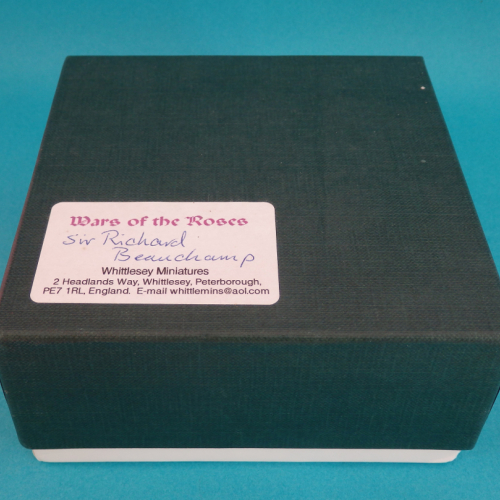 Wars of the Roses
Sir Richard
Beauchamp
Whittlesey Miniatures
2 Headlands Way, Whittlesey, Peterborough,
PE7 1RL, England. E-mail whittlemins@aol.com